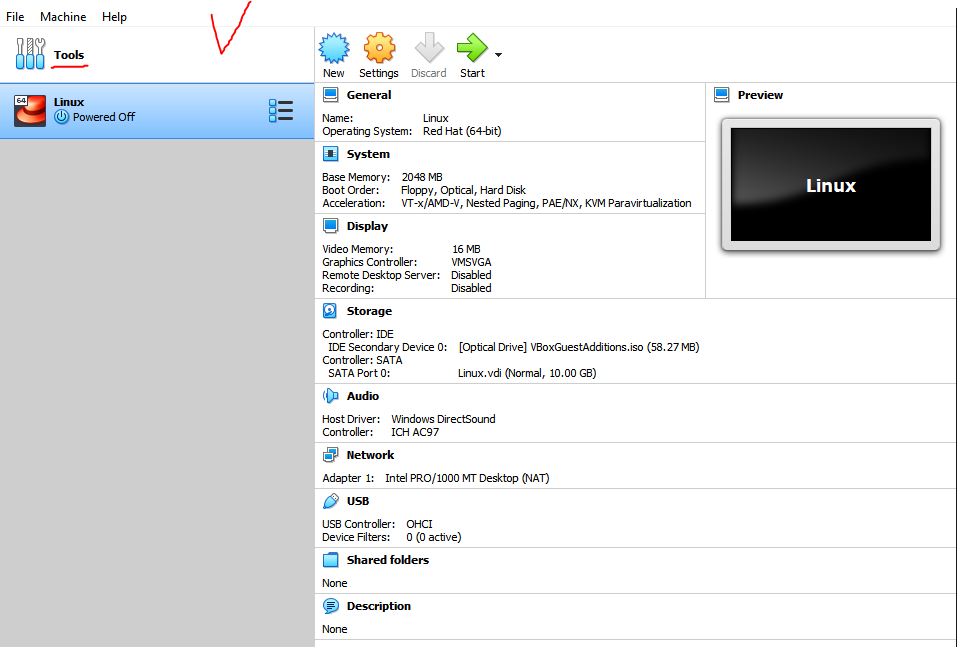 File Machine Help
Tools
New Settings Discard Start
64
Linux
Powered Off
General
Name: Linux
Operating System: Red Hat (64-bit)
System
Base Memory: 2048 MB
Boot Order: Floppy, Optical, Hard Disk
Acceleration: VT-x/AMD-V, Nested Paging, PAE/NX, KVM Paravirtualization
Display
Video Memory: 16 MB
Graphics Controller: VMSVGA
Remote Desktop Server: Disabled
Recording: Disabled
Preview
Linux
Storage
Controller: IDE
IDE Secondary Device 0: [Optical Drive] VBoxGuestAdditions.iso (58.27 MB)
Controller: SATA
SATA Port 0: Linux.vdi (Normal, 10.00 GB)
Audio
Host Driver: Windows DirectSound
Controller: ICH AC97
Network
Adapter 1: Intel PRO/1000 MT Desktop (NAT)
USB
USB Controller: OHCI
Device Filters: 0 (0 active)
Shared folders
None
Description
None